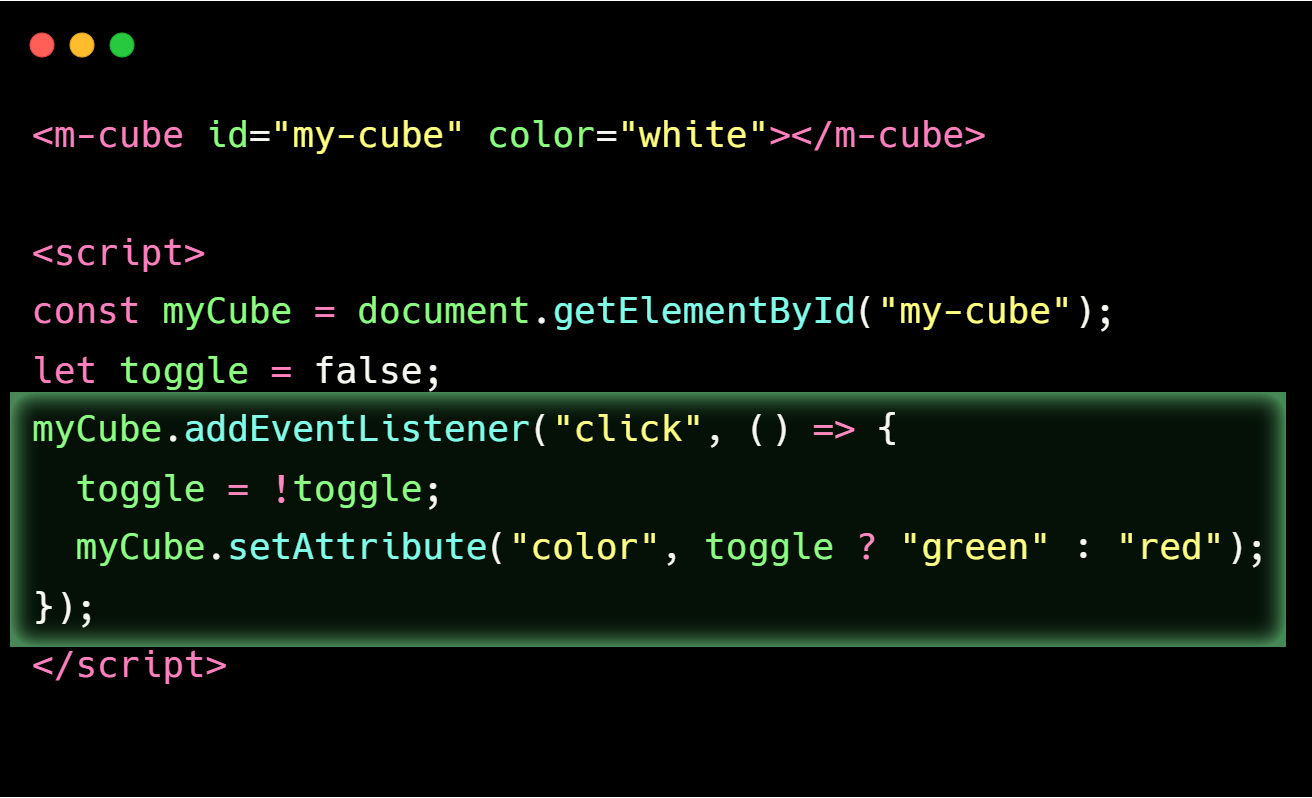 <m-cube id="my-cube" color="white"></m-cube>
<script>
const myCube = document.getElementById("my-cube");
let toggle = false;
myCube.addEventListener("click", () => {
  toggle = !toggle;
  myCube.setAttribute("color", toggle ? "green" : "red");
});
</script>